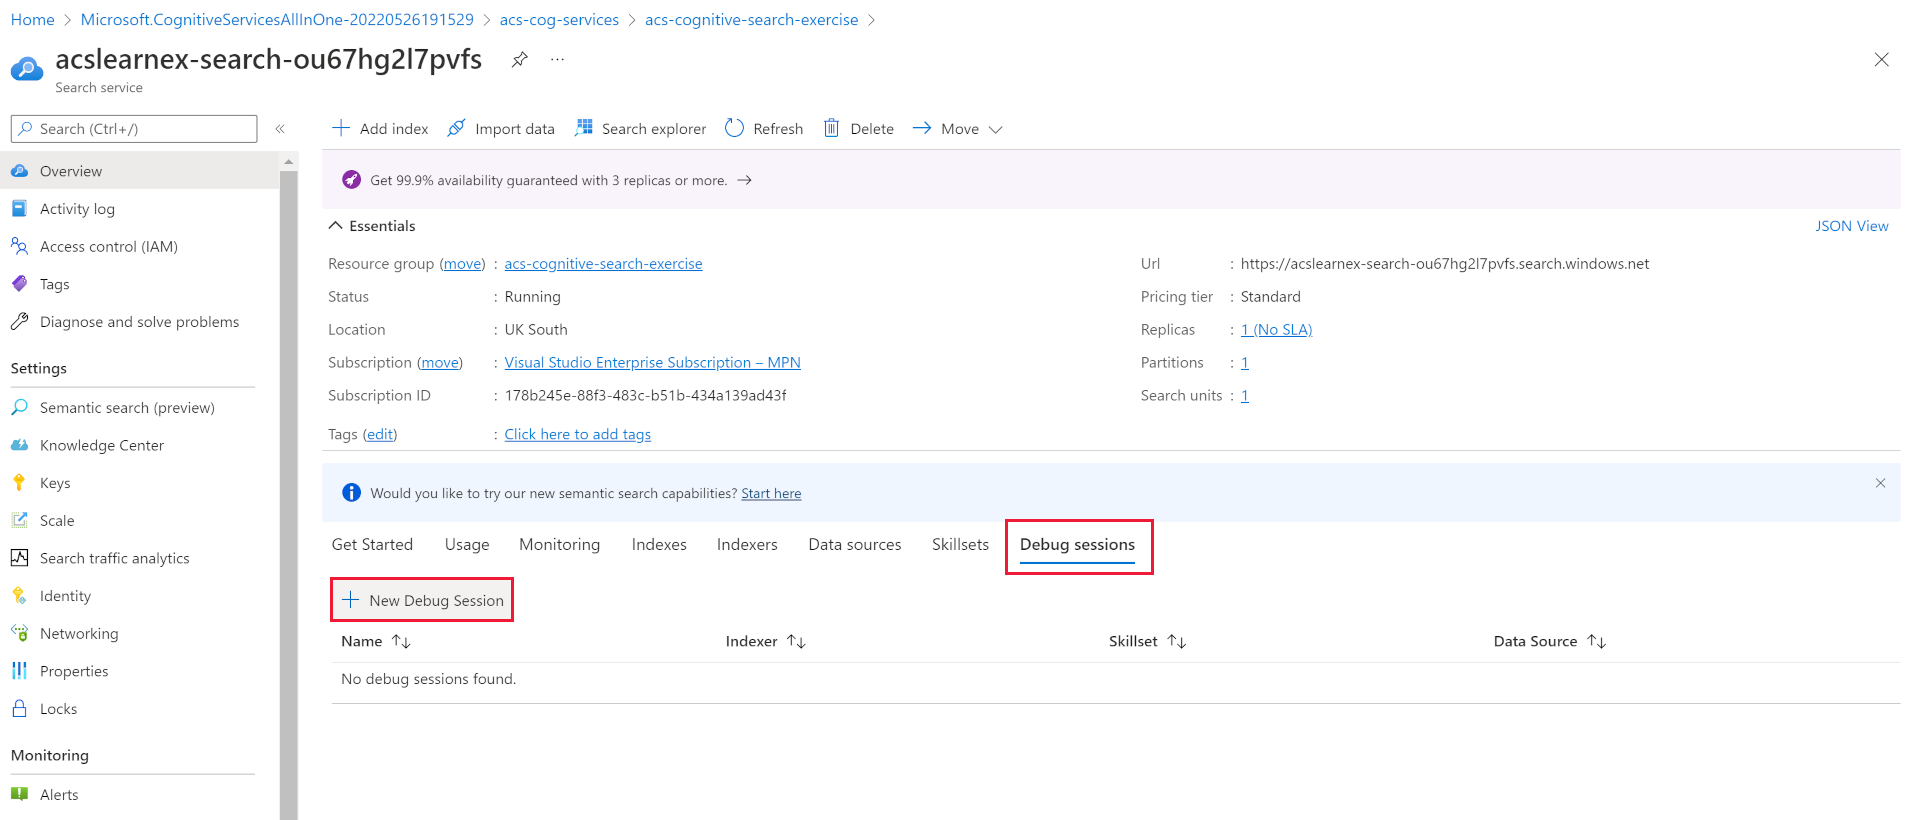 Home > Microsoft.CognitiveServicesAllInOne-20220526191529 > acs-cog-services > acs-cognitive-search-exercise >
acslearnex-search-ou67hg2l7pvfs ...
Search service
Search (Ctrl+/) «
Overview
Activity log
Access control (IAM)
Tags
Diagnose and solve problems
Settings
Semantic search (preview)
Knowledge Center
Keys
Scale
Search traffic analytics
Identity
Networking
Properties
Locks
Monitoring
Alerts
Add index Import data Search explorer Refresh Delete Move
Get 99.9% availability guaranteed with 3 replicas or more. →
Essentials JSON View
Resource group (move) : acs-cognitive-search-exercise
Status : Running
Location : UK South
Subscription (move) : Visual Studio Enterprise Subscription – MPN
Subscription ID : 178b245e-88f3-483c-b51b-434a139ad43f
Tags (edit) : Click here to add tags
Url : https://acslearnex-search-ou67hg2l7pvfs.search.windows.net
Pricing tier : Standard
Replicas : 1 (No SLA)
Partitions : 1
Search units : 1
Would you like to try our new semantic search capabilities? Start here
Get Started Usage Monitoring Indexes Indexers Data sources Skillsets Debug sessions
New Debug Session
Name ↑↓ Indexer ↑↓ Skillset ↑↓ Data Source ↑↓
No debug sessions found.